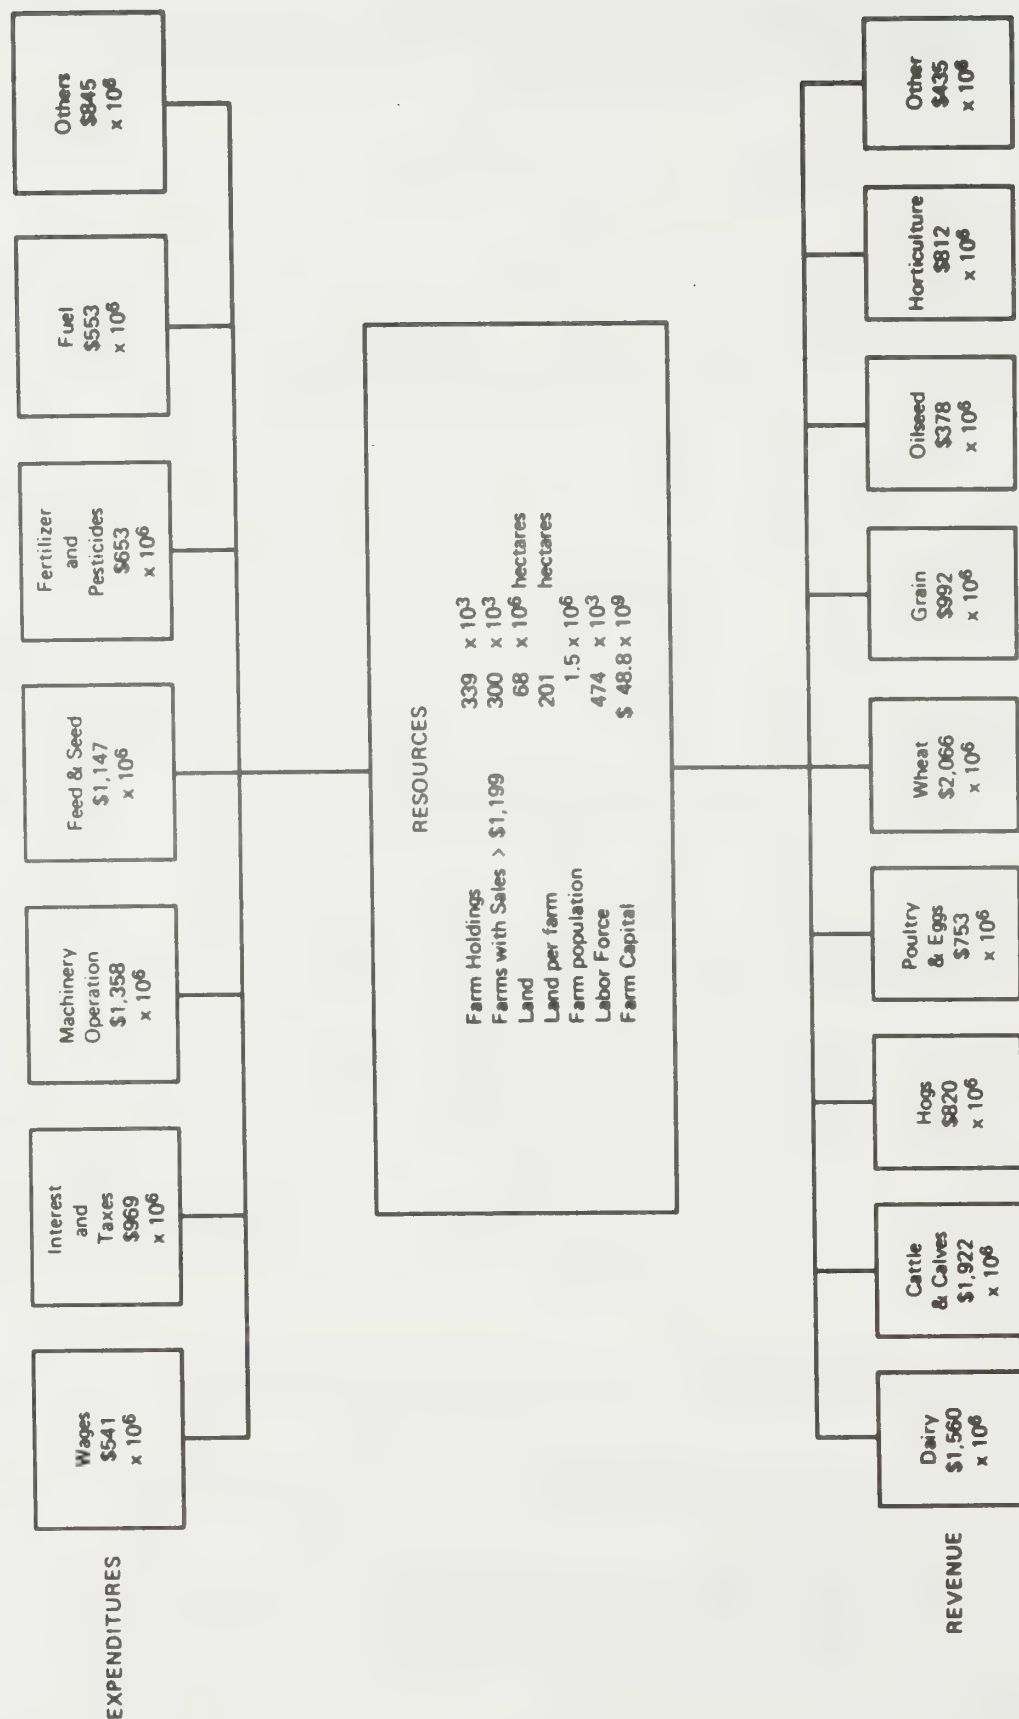 EXPENDITURES
Wages
$541
x 10⁶
Interest
and
Taxes
$969
x 10⁶
Machinery
Operation
$1,358
x 10⁶
Feed & Seed
$1,147
x 10⁶
Fertilizer
and
Pesticides
$653
x 10⁶
Fuel
$553
x 10⁶
Others
$845
x 10⁶
RESOURCES
Farm Holdings 339 x 10³
Farms with Sales > $1,199 300 x 10³
Land 68 x 10⁶ hectares
Land per farm 201 hectares
Farm population 1.5 x 10⁶
Labor Force 474 x 10³
Farm Capital $ 48.8 x 10⁹
REVENUE
Dairy
$1,560
x 10⁶
Cattle
& Calves
$1,922
x 10⁶
Hogs
$820
x 10⁶
Poultry
& Eggs
$753
x 10⁶
Wheat
$2,066
x 10⁶
Grain
$992
x 10⁶
Oilseed
$378
x 10⁶
Horticulture
$812
x 10⁶
Other
$435
x 10⁶